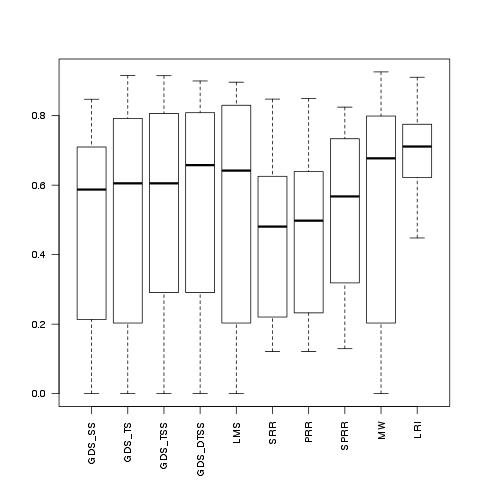 0.8
0.6
0.4
0.2
0.0
GDS_SS
GDS_TS
GDS_TSS
GDS_DTSS
LMS
SRR
PRR
SPRR
MW
LRI